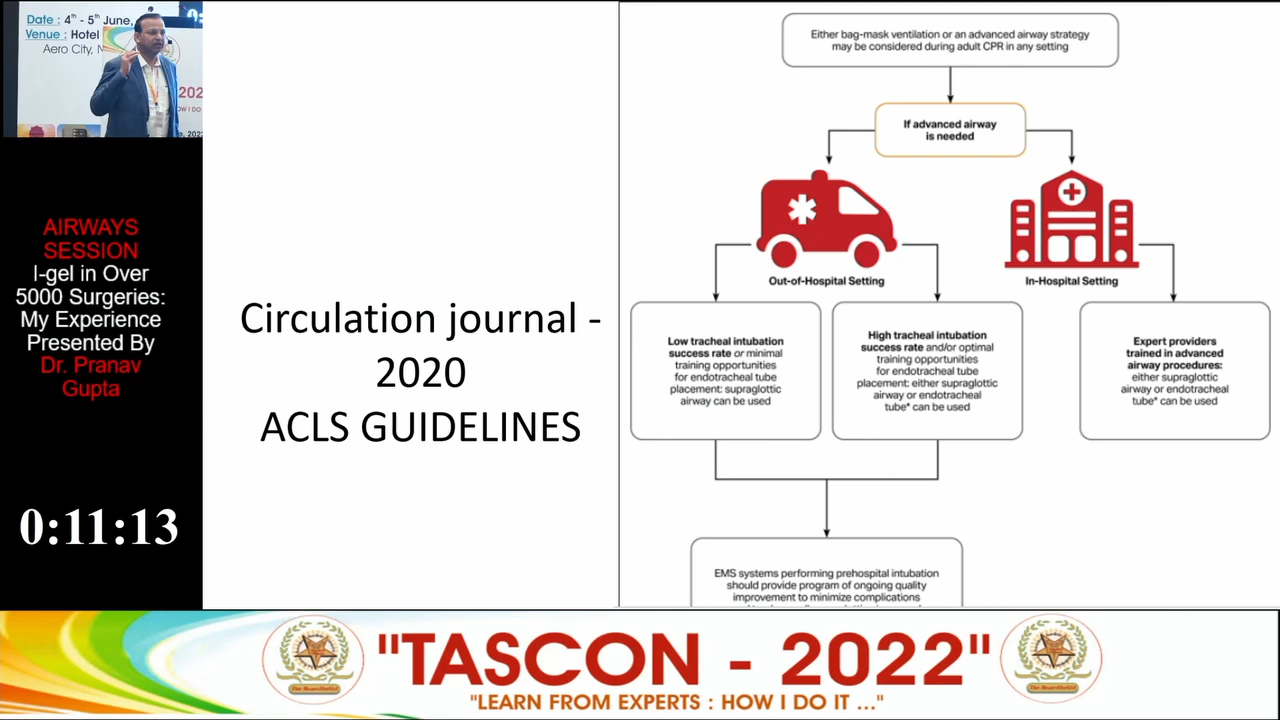 Date : 4th - 5th June,
Venue : Hotel
Aero City, N
202
OW I DO
AIRWAYS
SESSION
I-gel in Over
5000 Surgeries:
My Experience
Presented By
Dr. Pranav
Gupta
0:11:13
Circulation journal -
2020
ACLS GUIDELINES
Either bag-mask ventilation or an advanced airway strategy
may be considered during adult CPR in any setting
If advanced airway
is needed
Out-of-Hospital Setting
In-Hospital Setting
Low tracheal intubation
success rate or minimal
training opportunities
for endotracheal tube
placement: supraglottic
airway can be used
High tracheal intubation
success rate and/or optimal
training opportunities
for endotracheal tube
placement: either supraglottic
airway or endotracheal
tube* can be used
Expert providers
trained in advanced
airway procedures:
either supraglottic
airway or endotracheal
tube* can be used
EMS systems performing prehospital intubation
should provide program of ongoing quality
improvement to minimize complications
"TASCON - 2022"
"LEARN FROM EXPERTS : HOW I DO IT ..."